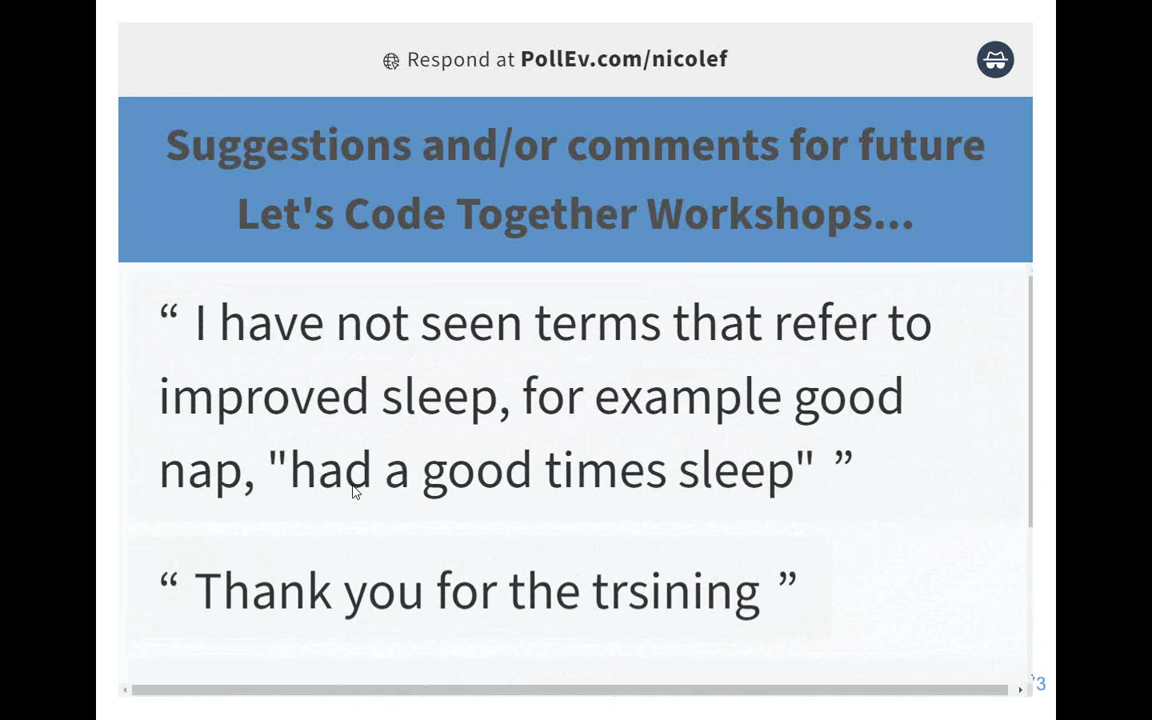 Respond at PollEv.com/nicolef
Suggestions and/or comments for future
Let's Code Together Workshops...
“ I have not seen terms that refer to
improved sleep, for example good
nap, "had a good times sleep" ”
“ Thank you for the trsining ”